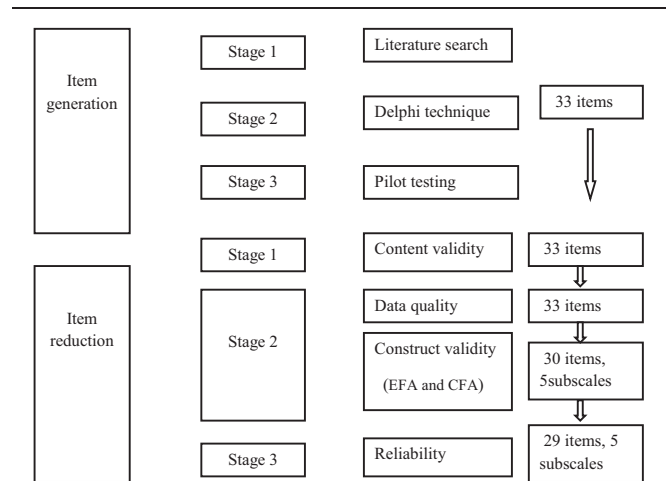 Item
generation
Stage 1
Literature search
Stage 2
Delphi technique
33 items
Stage 3
Pilot testing
Item
reduction
Stage 1
Content validity
33 items
Stage 2
Data quality
33 items
Construct validity
(EFA and CFA)
30 items,
5subscales
Stage 3
Reliability
29 items, 5
subscales